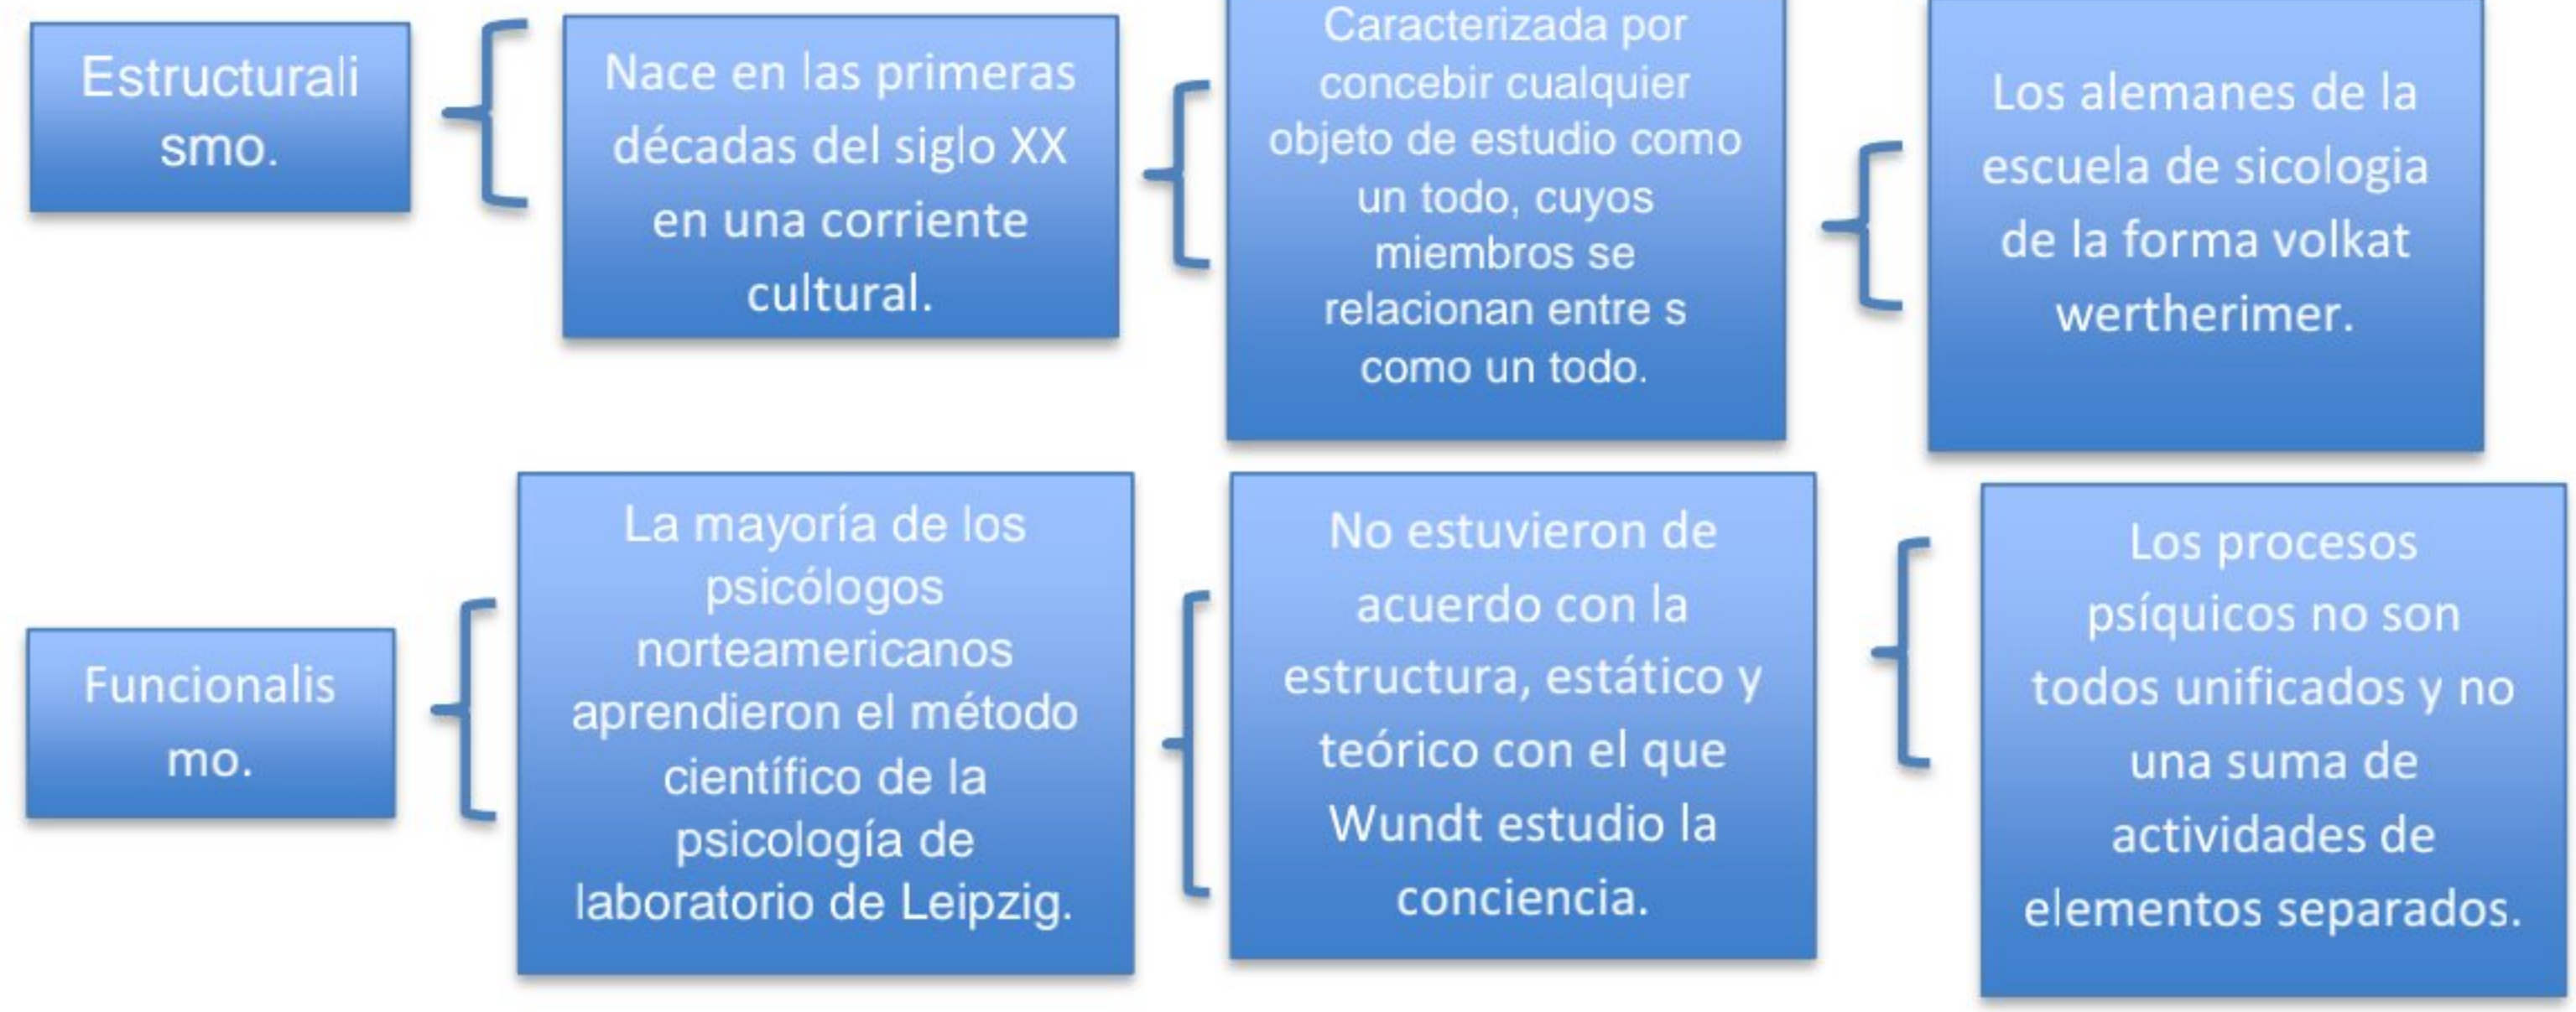 Estructurali
smo.
Nace en las primeras
décadas del siglo XX
en una corriente
cultural.
Caracterizada por
concebir cualquier
objeto de estudio como
un todo, cuyos
miembros se
relacionan entre s
como un todo.
Los alemanes de la
escuela de sicologia
de la forma volkat
wertherimer.
Funcionalis
mo.
La mayoría de los
psicólogos
norteamericanos
aprendieron el método
científico de la
psicología de
laboratorio de Leipzig.
No estuvieron de
acuerdo con la
estructura, estático y
teórico con el que
Wundt estudio la
conciencia.
Los procesos
psíquicos no son
todos unificados y no
una suma de
actividades de
elementos separados.